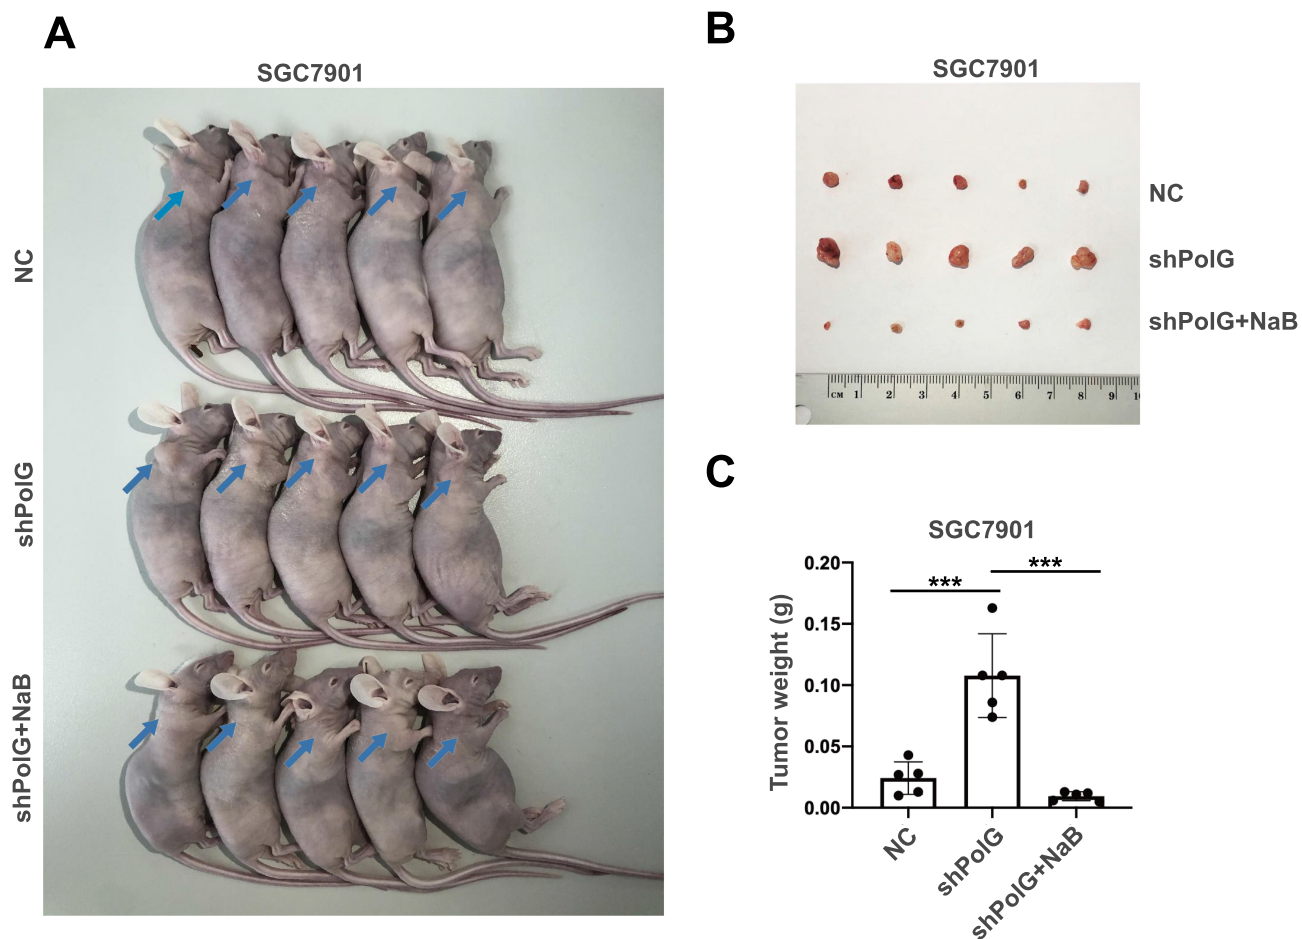 A
SGC7901
NC
shPolG
shPolG+NaB
B
SGC7901
NC
shPolG
shPolG+NaB
CM 1 2 3 4 5 6 7 8 9 1
C
SGC7901
Tumor weight (g)
0.20
0.15
0.10
0.05
0.00
***
***
NC
shPolG
shPolG+NaB